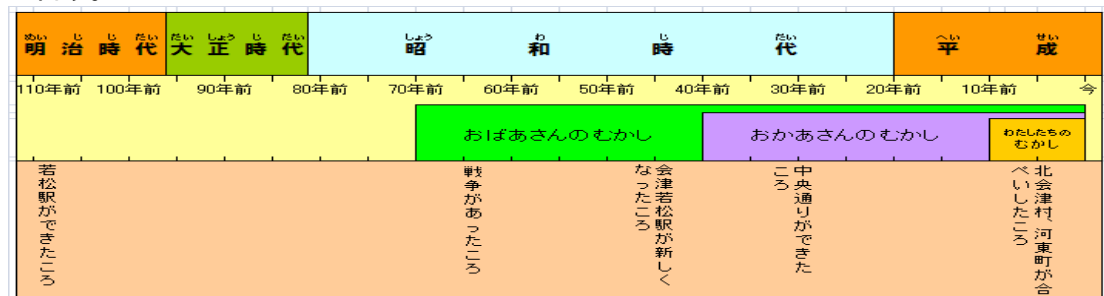 めい じ じ だい たい しょう じ だい しょう わ じ だい へい せい
明治時代 大正時代 昭和時代 平成
110年前 100年前 90年前 80年前 70年前 60年前 50年前 40年前 30年前 20年前 10年前 今
おばあさんのむかし
おかあさんのむかし
わたしたちの
むかし
若松駅ができたころ
戦争があったころ
会津若松駅が新しく
なったころ
中央通りができた
ころ
北会津村、河東町が合
ぺいしたころ